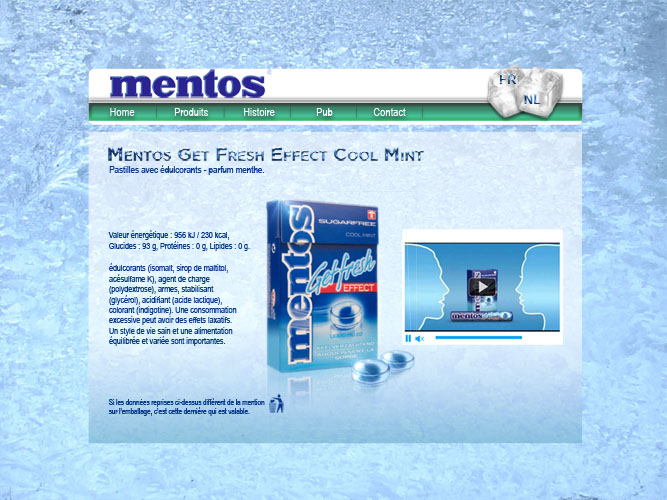 mentos
FR
NL
Home Produits Histoire Pub Contact
Mentos Get Fresh Effect Cool Mint
Pastilles avec édulcorants - parfum menthe.
Valeur énergétique : 956 kJ / 230 kcal,
Glucides : 93 g, Protéines : 0 g, Lipides : 0 g.
édulcorants (isomalt, sirop de maltitol,
acésulfame K), agent de charge
(polydextrose), armes, stabilisant
(glycérol), acidifiant (acide lactique),
colorant (indigotine). Une consommation
excessive peut avoir des effets laxatifs.
Un style de vie sain et une alimentation
équilibrée et variée sont importantes.
SUGARFREE
COOL MINT
mentos
Get fresh
EFFECT
mentos
Si les données reprises ci-dessus différent de la mention
sur l'emballage, c'est cette dernière qui est valable.